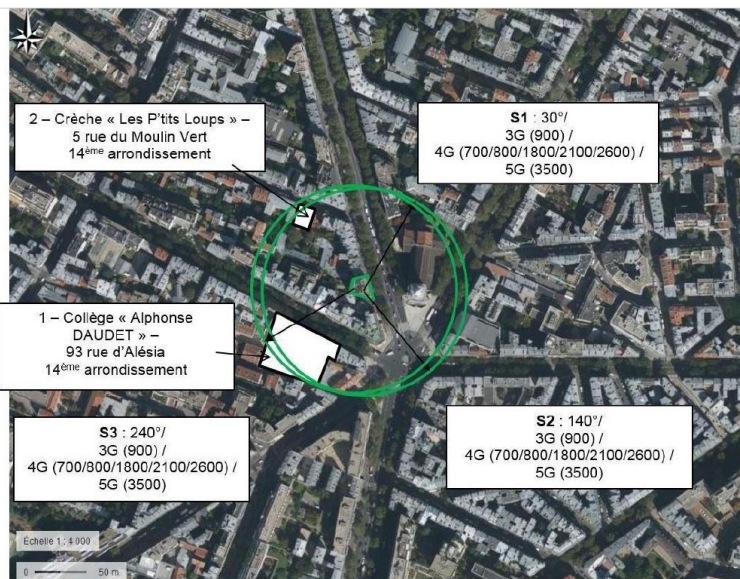 2 – Crèche « Les P'tits Loups » –
5 rue du Moulin Vert
14ème arrondissement
S1 : 30°/
3G (900) /
4G (700/800/1800/2100/2600) /
5G (3500)
1 – Collège « Alphonse
DAUDET » –
93 rue d'Alésia
14ème arrondissement
S3 : 240°/
3G (900) /
4G (700/800/1800/2100/2600) /
5G (3500)
S2 : 140°/
3G (900) /
4G (700/800/1800/2100/2600) /
5G (3500)
Échelle 1 : 4 000
0 50 m